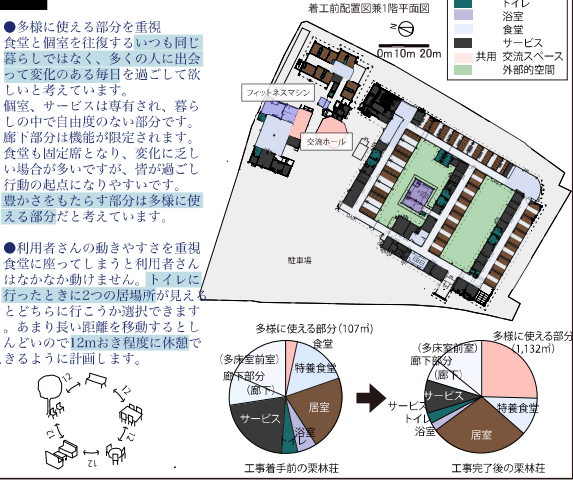 ●多様に使える部分を重視
食堂と個室を往復するいつも同じ
暮らしではなく、多くの人に出会
って変化のある毎日を過ごして欲
しいと考えています。
個室、サービスは専有され、暮ら
しの中で自由度のない部分です。
廊下部分は機能が限定されます。
食堂も固定席となり、変化に乏し
い場合が多いですが、皆が過ごし
行動の起点になりやすいです。
豊かさをもたらす部分は多様に使
える部分だと考えています。
●利用者さんの動きやすさを重視
食堂に座ってしまうと利用者さん
はなかなか動けません。トイレに
行ったときに2つの居場所が見える
とどちらに行こうか選択できます
。あまり長い距離を移動するとし
んどいので12mおき程度に休憩で
きるように計画します。
12
12
12
12
着工前配置図兼1階平面図
N
0m10m 20m
トイレ
浴室
食堂
サービス
共用 交流スペース
外部的空間
フィットネスマシン
交流ホール
駐車場
多様に使える部分(107㎡)
(多床室前室)
廊下部分
(廊下)
食堂
特養食堂
居室
サービス
浴室
トイレ
工事着手前の栗林荘
多様に使える部分
(1,132㎡)
(多床室前室)
廊下部分
(廊下)
サービス
サービス
トイレ
浴室
特養食堂
居室
工事完了後の栗林荘